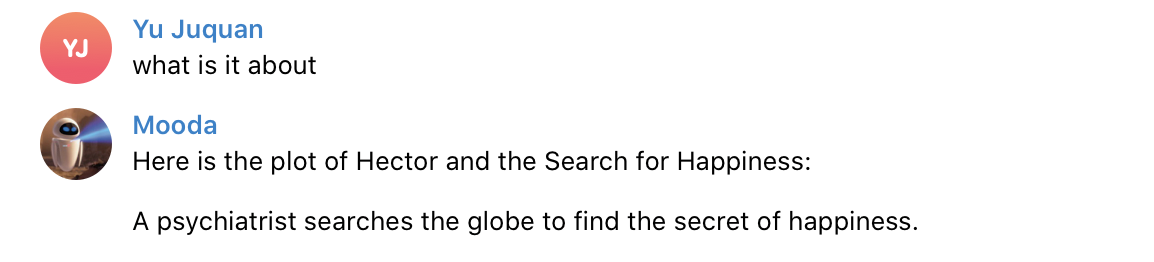 YJ
Yu Juquan
what is it about
Mooda
Here is the plot of Hector and the Search for Happiness:
A psychiatrist searches the globe to find the secret of happiness.